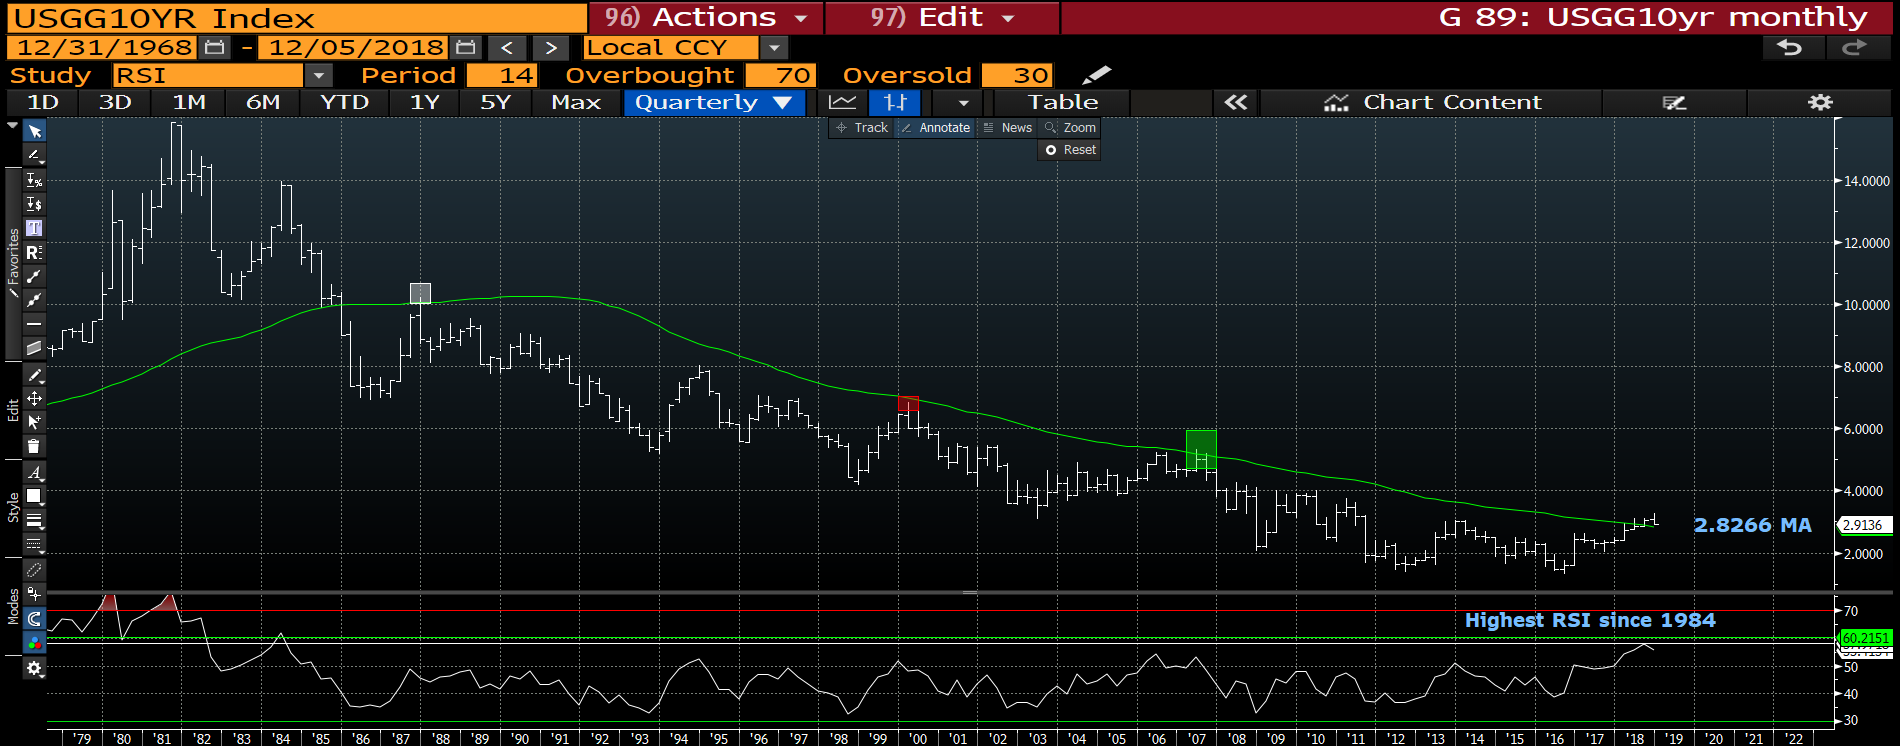 USGG10YR Index 96) Actions 97) Edit G 89: USGG10yr monthly
12/31/1968 - 12/05/2018 < > Local CCY
Study RSI Period 14 Overbought 70 Oversold 30
1D 3D 1M 6M YTD 1Y 5Y Max Quarterly Table Chart Content
Track Annotate News Zoom
Reset
Favorites
Edit
Style
Modes
14.0000
12.0000
10.0000
8.0000
6.0000
4.0000
2.8266 MA 2.9136
2.0000
70
Highest RSI since 1984
60.2151
50
40
30
'79 '80 '81 '82 '83 '84 '85 '86 '87 '88 '89 '90 '91 '92 '93 '94 '95 '96 '97 '98 '99 '00 '01 '02 '03 '04 '05 '06 '07 '08 '09 '10 '11 '12 '13 '14 '15 '16 '17 '18 '19 '20 '21 '22